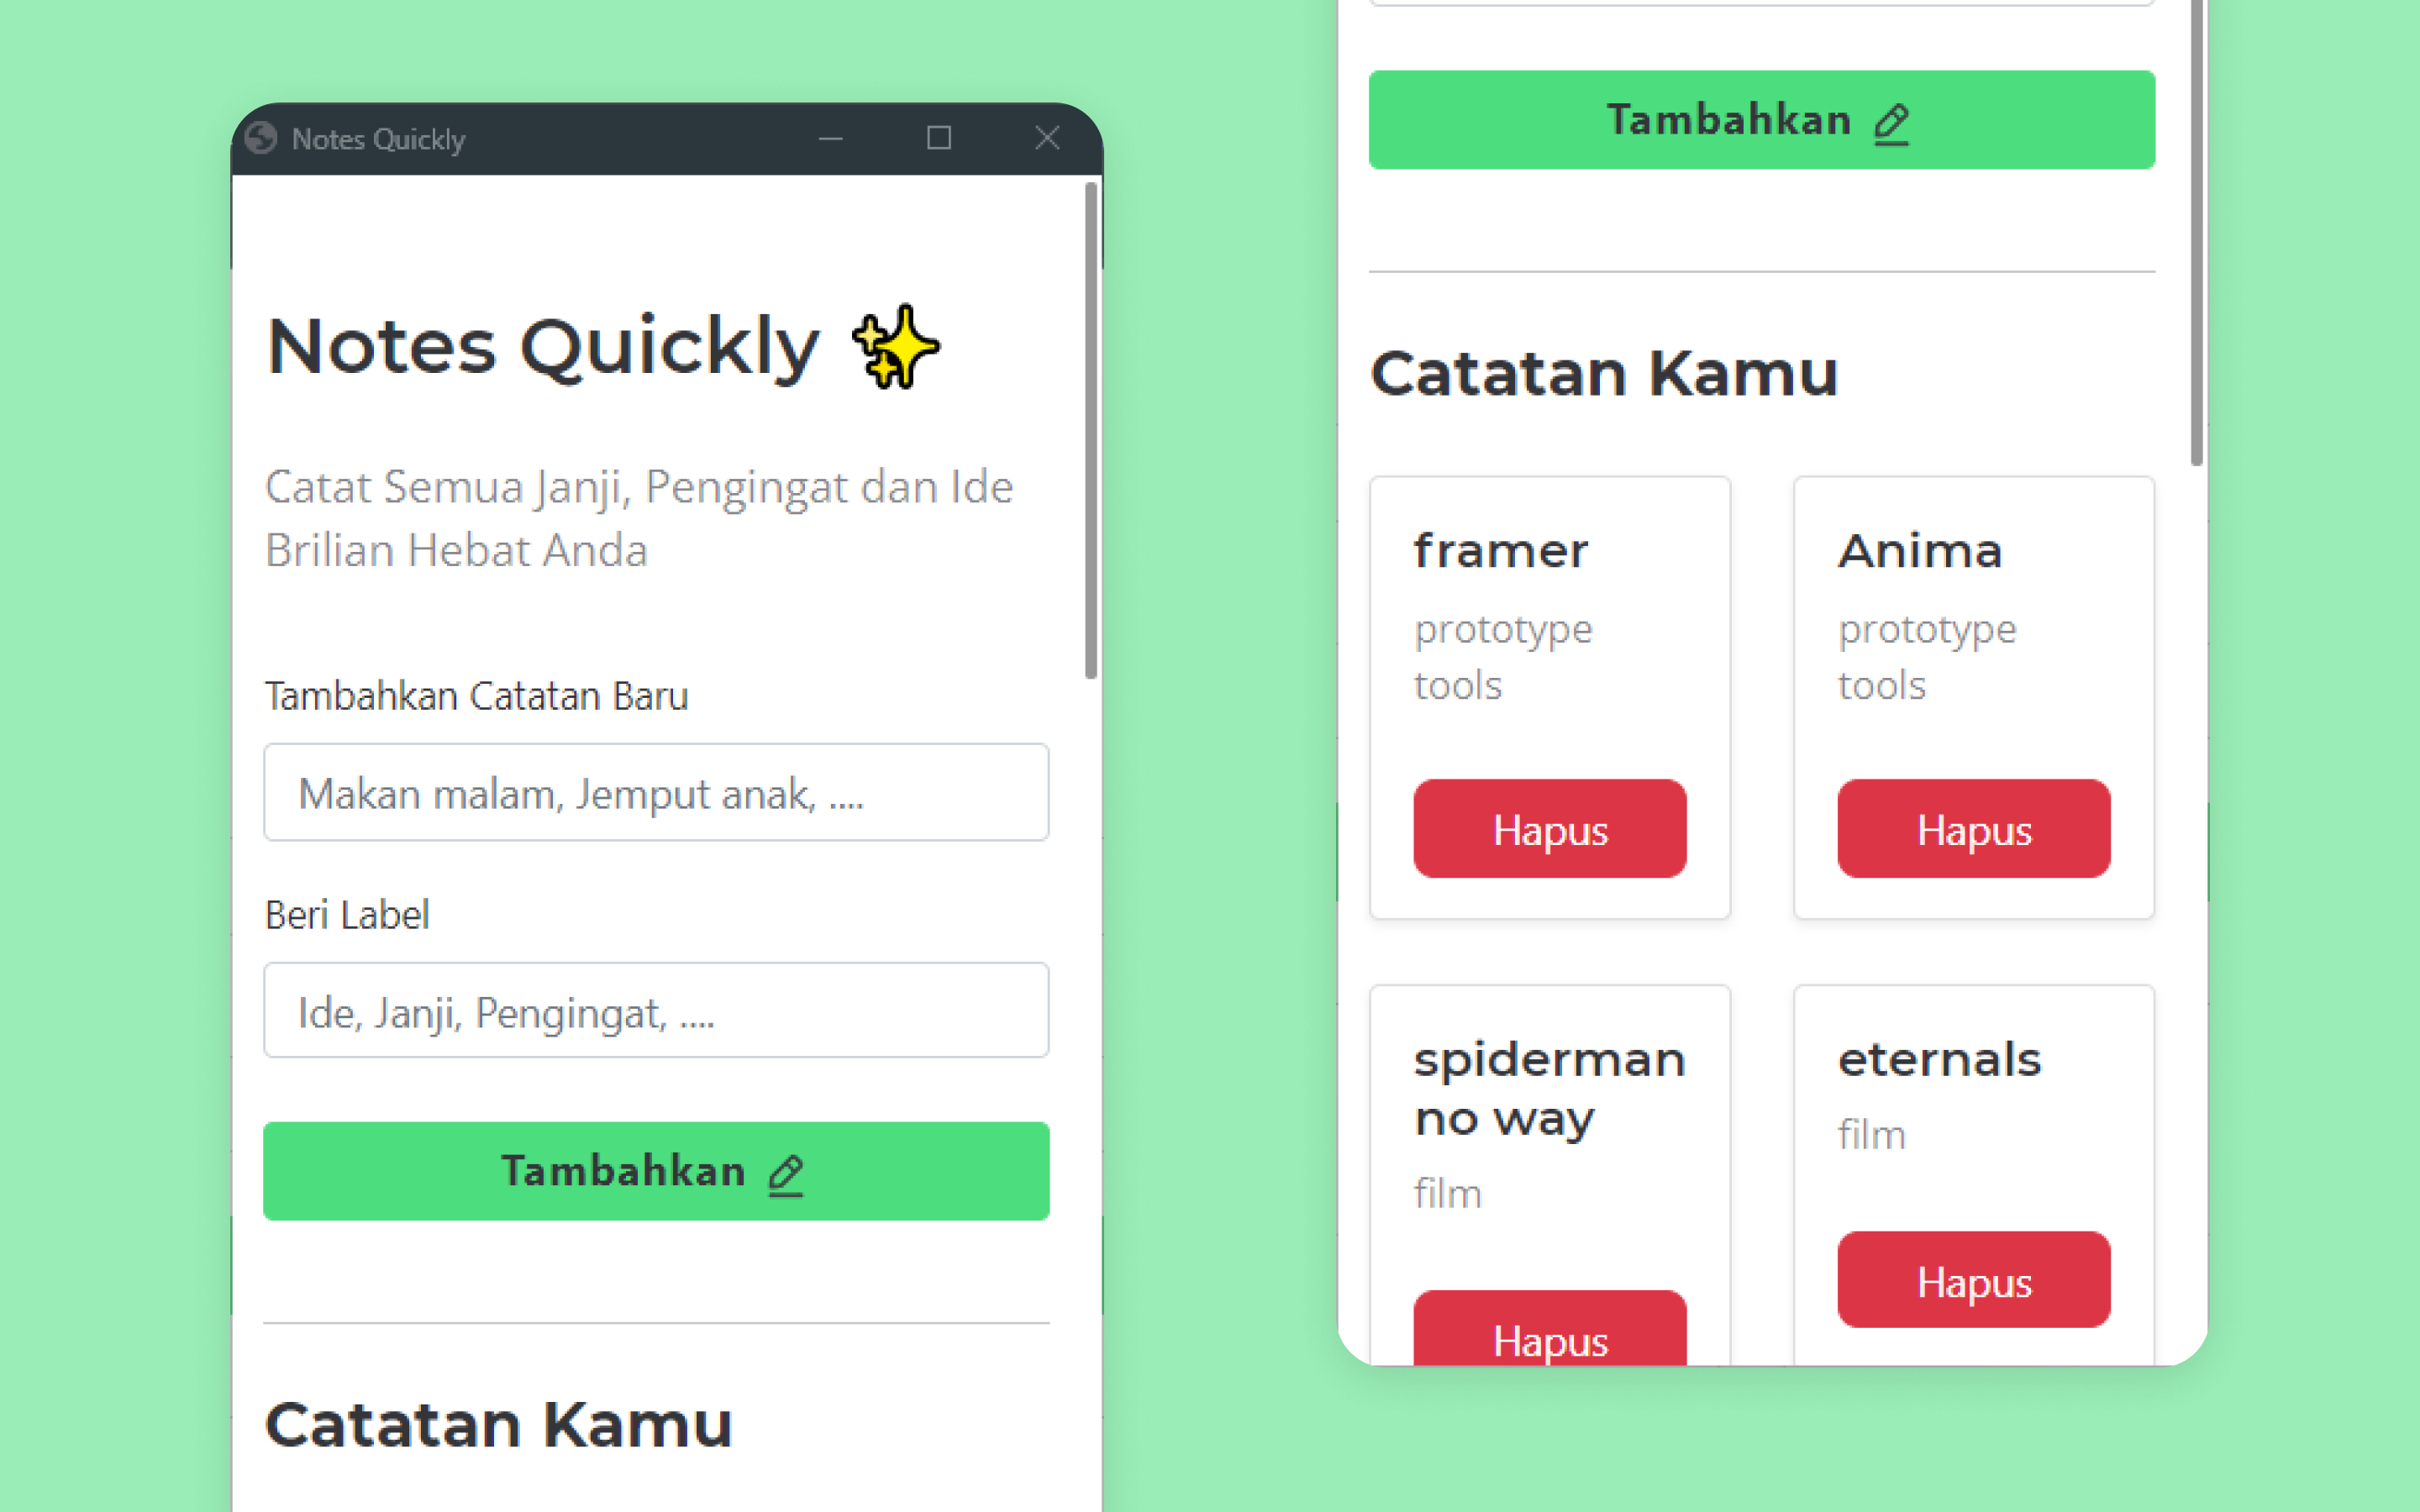 Notes Quickly
Notes Quickly
Catat Semua Janji, Pengingat dan Ide
Brilian Hebat Anda
Tambahkan Catatan Baru
Makan malam, Jemput anak, ....
Beri Label
Ide, Janji, Pengingat, ....
Tambahkan
Catatan Kamu
Tambahkan
Catatan Kamu
framer
prototype
tools
Hapus
Anima
prototype
tools
Hapus
spiderman
no way
film
Hapus
eternals
film
Hapus